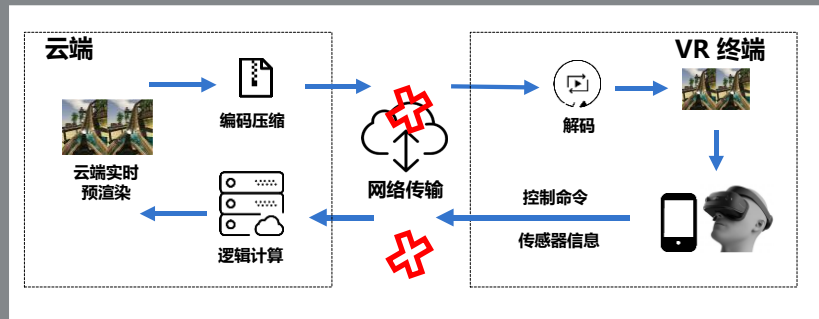 云端
VR 终端
编码压缩
解码
云端实时
预渲染
网络传输
控制命令
传感器信息
逻辑计算